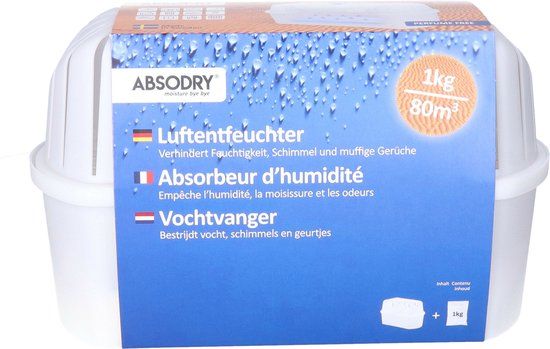 PERFUME FREE
ABSODRY®
moisture bye bye
1kg
80m³
Luftentfeuchter
Verhindert Feuchtigkeit, Schimmel und muffige Gerüche
Absorbeur d'humidité
Empêche l'humidité, la moisissure et les odeurs
Vochtvanger
Bestrijdt vocht, schimmels en geurtjes
Inhalt Contenu
Inhoud
+ 1kg